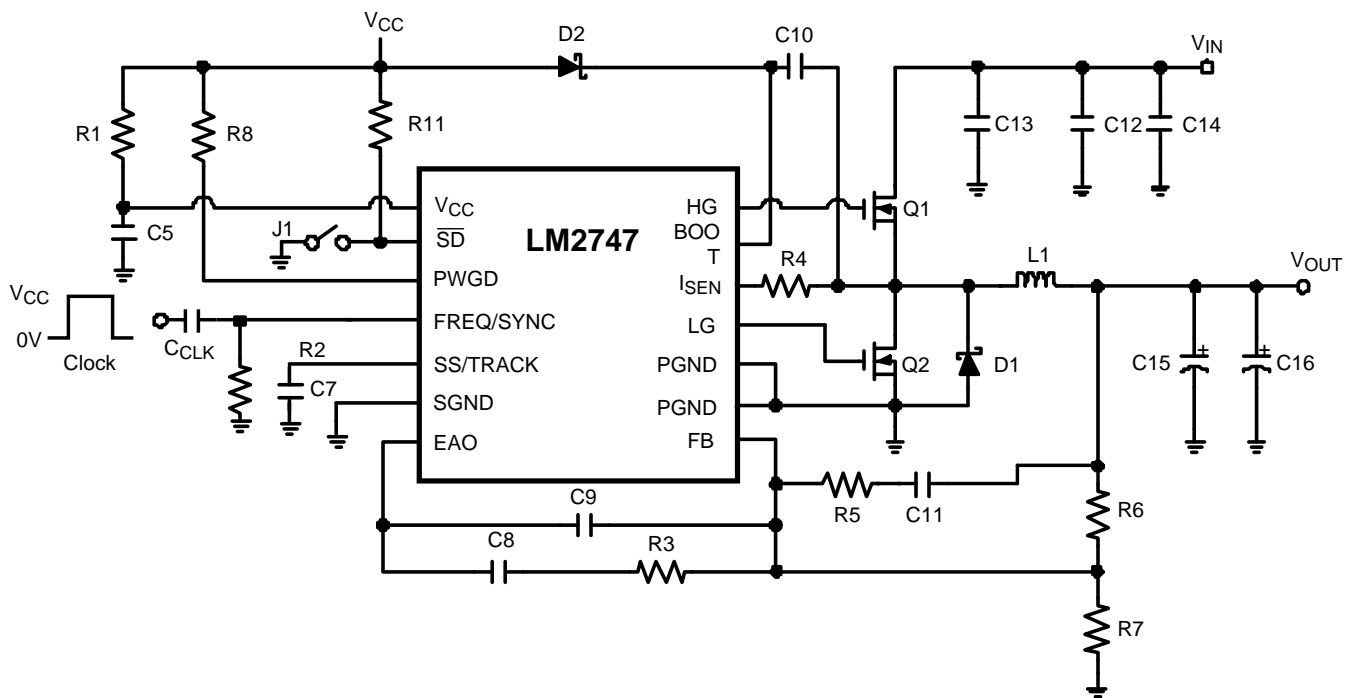 VCC
D2
C10
VIN
R1
R8
R11
C13
C12
C14
VCC
HG
Q1
C5
J1
SD
LM2747
BOO
T
R4
L1
VOUT
PWGD
ISEN
VCC
0V
Clock
CCLK
FREQ/SYNC
LG
R2
SS/TRACK
PGND
Q2
D1
C15
+
C16
+
C7
SGND
PGND
EAO
FB
C9
R5
C11
R6
C8
R3
R7